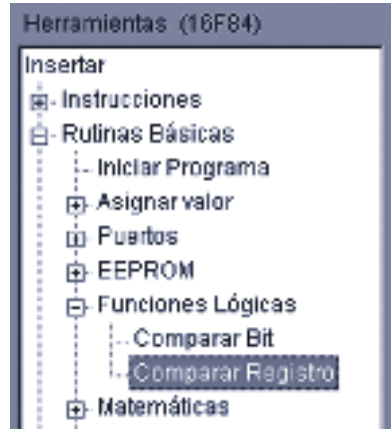 Herramientas (16F84)
Insertar
Instrucciones
Rutinas Básicas
Iniciar Programa
Asignar valor
Puertos
EEPROM
Funciones Lógicas
Comparar Bit
Comparar Registro
Matemáticas